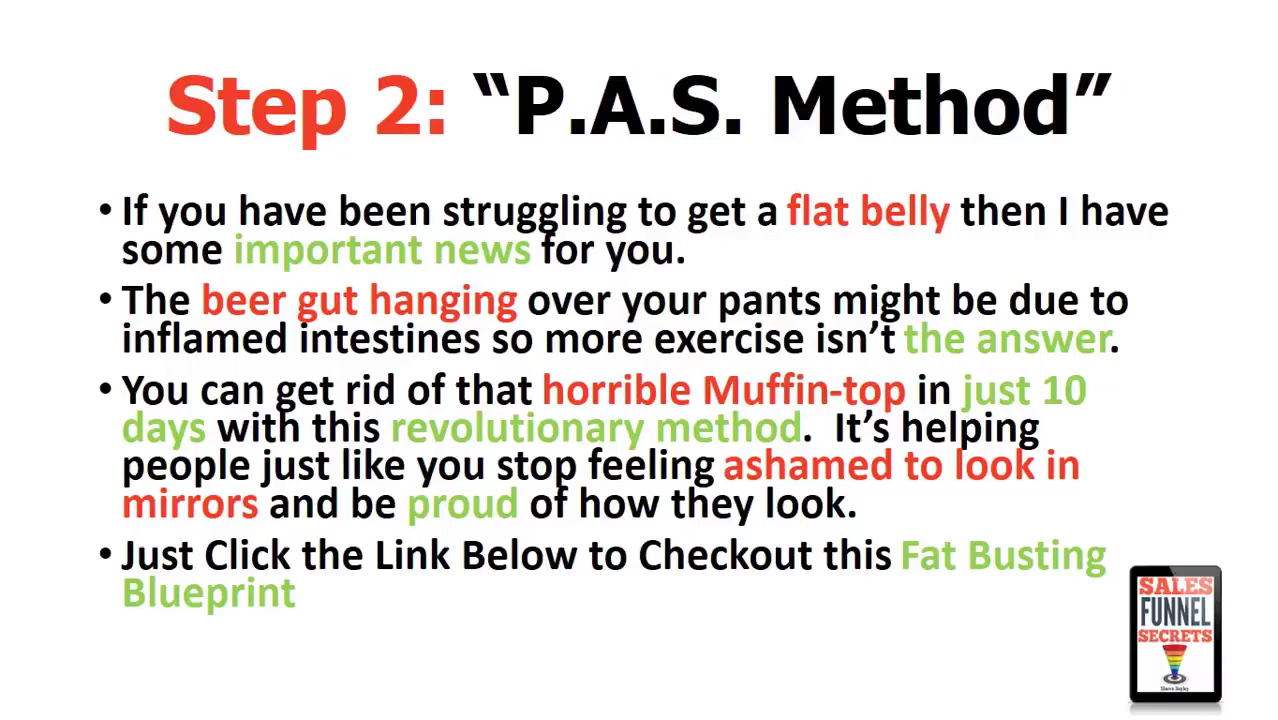 Step 2: “P.A.S. Method”
• If you have been struggling to get a flat belly then I have
some important news for you.
• The beer gut hanging over your pants might be due to
inflamed intestines so more exercise isn’t the answer.
• You can get rid of that horrible Muffin-top in just 10
days with this revolutionary method.  It’s helping
people just like you stop feeling ashamed to look in
mirrors and be proud of how they look.
• Just Click the Link Below to Checkout this Fat Busting
Blueprint
SALES
FUNNEL
SECRETS